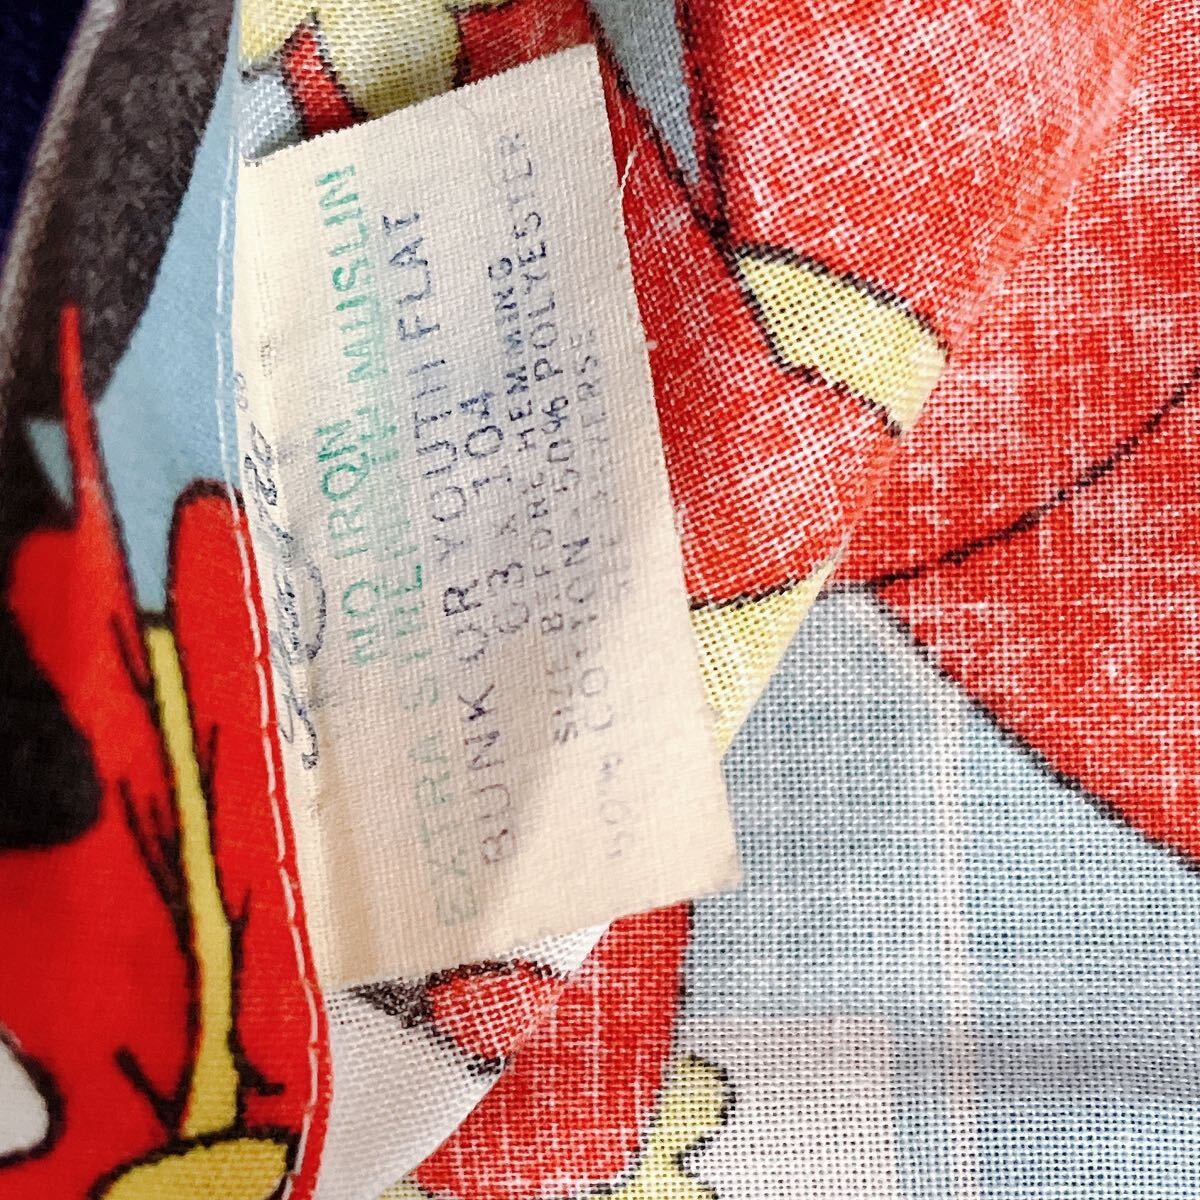 NO IRON
EXTRA STRENGTH MUSLIN
BUNK OR YOUTH FLAT
63 x 104
SIZE BEFORE HEMMING
50% COTTON-50% POLYESTER